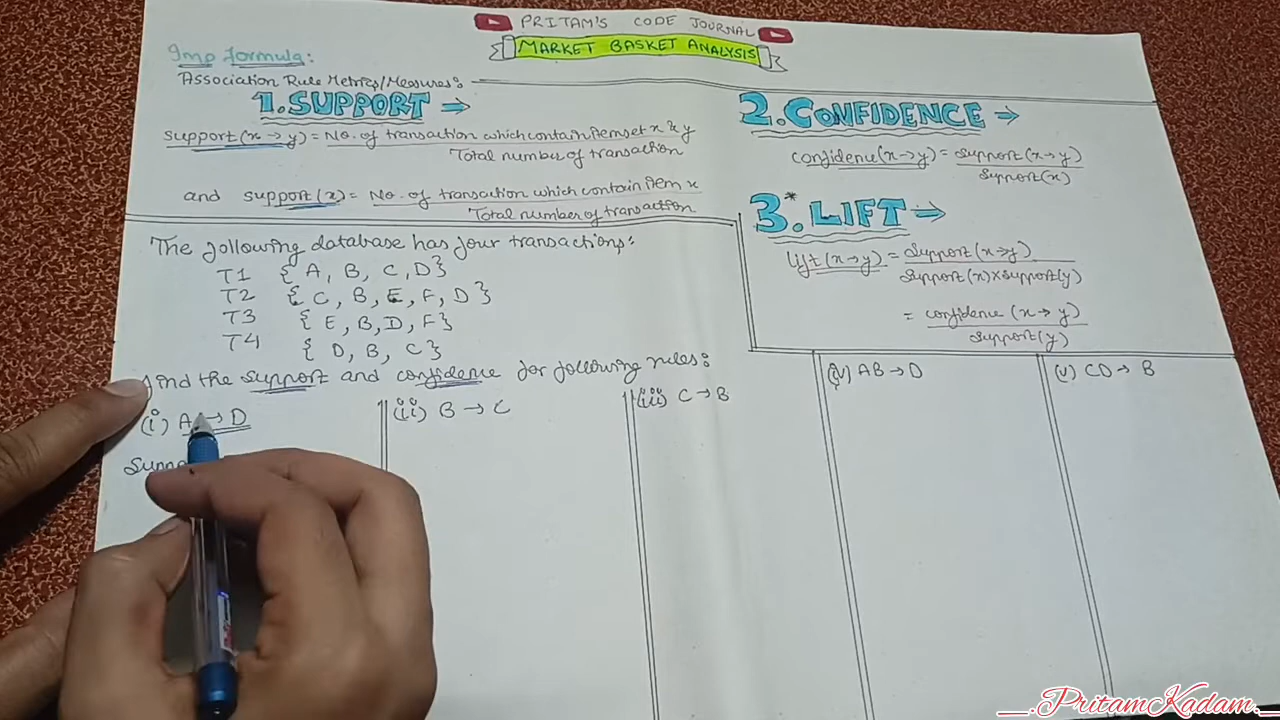 PRITAM'S CODE JOURNAL
MARKET BASKET ANALYSIS
Imp formula:
Association Rule Metrics/Measures:
1. SUPPORT →
support(x → y) = No. of transaction which contain itemset x & y
Total number of transaction
and support(x) = No. of transaction which contain item x
Total number of transaction
2. CONFIDENCE →
confidence(x → y) = support(x → y)
support(x)
3.* LIFT →
Lift (x → y) = support(x → y)
support(x) × support(y)
= confidence (x → y)
support(y)
The following database has four transactions:
T1 { A, B, C, D }
T2 { C, B, E, F, D }
T3 { E, B, D, F }
T4 { D, B, C }
find the support and confidence for following rules:
(i) A → D
(ii) B → C
(iii) C → B
(iv) AB → D
(v) CD → B
__.PritamKadam.__